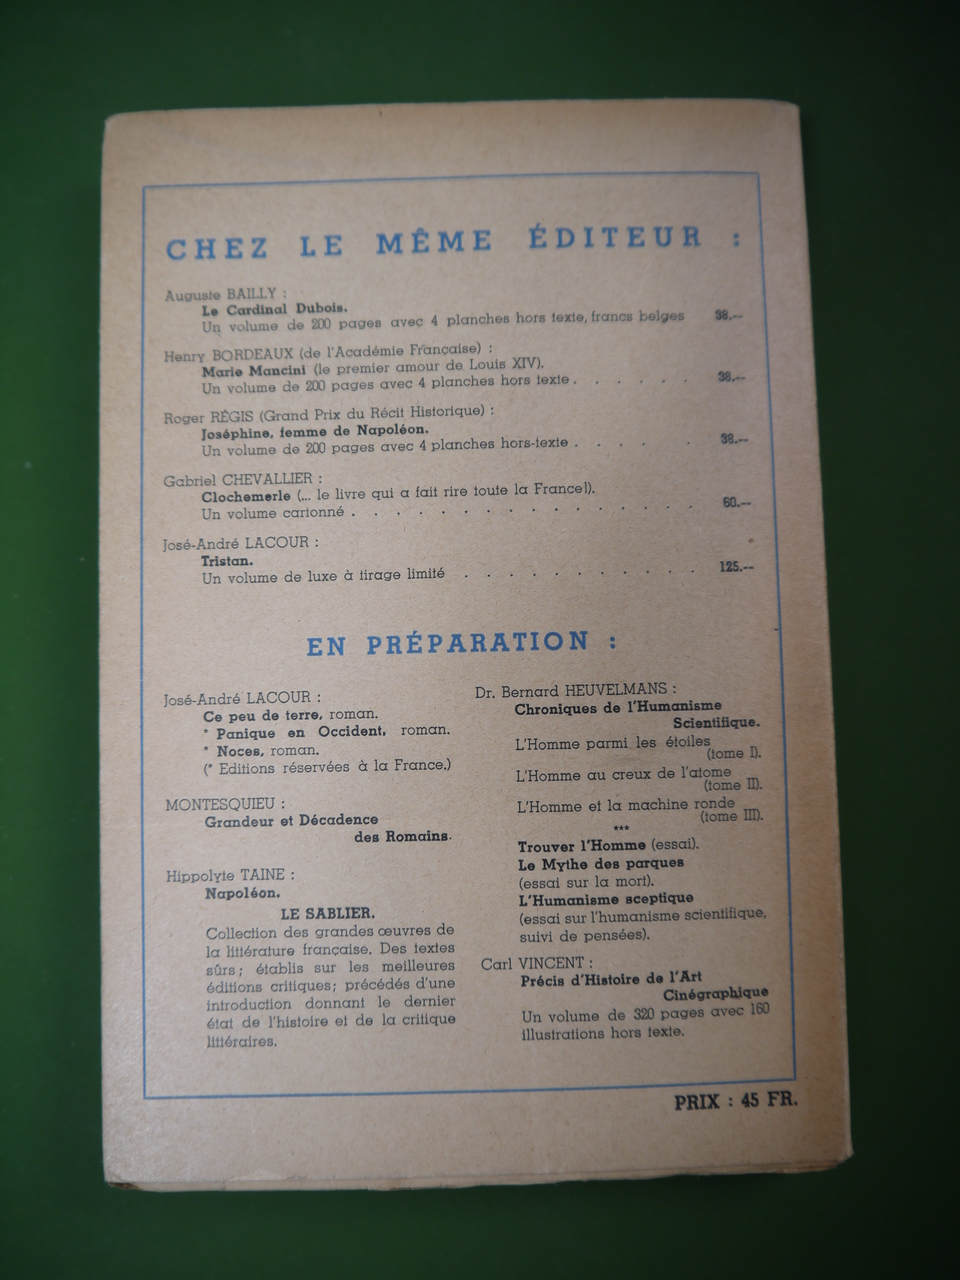 CHEZ LE MÊME ÉDITEUR :
Auguste BAILLY :
Le Cardinal Dubois.
Un volume de 200 pages avec 4 planches hors texte, francs belges 38.--
Henry BORDEAUX (de l'Académie Française) :
Marie Mancini (le premier amour de Louis XIV).
Un volume de 200 pages avec 4 planches hors texte . . . . . . 38.--
Roger RÉGIS (Grand Prix du Récit Historique) :
Joséphine, femme de Napoléon.
Un volume de 200 pages avec 4 planches hors-texte . . . . . 38.--
Gabriel CHEVALLIER :
Clochemerle (... le livre qui a fait rire toute la France!).
Un volume cartonné . . . . . . . . . . . . . . . . 60.--
José-André LACOUR :
Tristan.
Un volume de luxe à tirage limité . . . . . . . . . . . 125.--
EN PRÉPARATION :
José-André LACOUR :
Ce peu de terre, roman.
* Panique en Occident, roman.
* Noces, roman.
(* Editions réservées à la France.)
MONTESQUIEU :
Grandeur et Décadence
des Romains.
Hippolyte TAINE :
Napoléon.
LE SABLIER.
Collection des grandes œuvres de
la littérature française. Des textes
sûrs ; établis sur les meilleures
éditions critiques ; précédés d'une
introduction donnant le dernier
état de l'histoire et de la critique
littéraires.
Dr. Bernard HEUVELMANS :
Chroniques de l'Humanisme
Scientifique.
L'Homme parmi les étoiles
(tome I).
L'Homme au creux de l'atome
(tome II).
L'Homme et la machine ronde
(tome III).
***
Trouver l'Homme (essai).
Le Mythe des parques
(essai sur la mort).
L'Humanisme sceptique
(essai sur l'humanisme scientifique,
suivi de pensées).
Carl VINCENT :
Précis d'Histoire de l'Art
Cinégraphique
Un volume de 320 pages avec 160
illustrations hors texte.
PRIX : 45 FR.